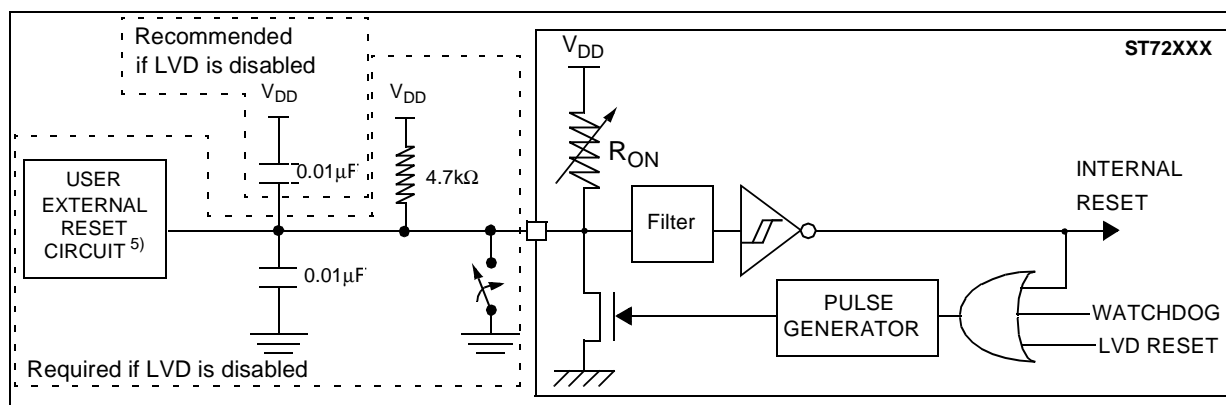 Recommended
if LVD is disabled
VDD
VDD
0.01μF
4.7kΩ
USER
EXTERNAL
RESET
CIRCUIT 5)
0.01μF
Required if LVD is disabled
ST72XXX
VDD
RON
Filter
INTERNAL
RESET
PULSE
GENERATOR
WATCHDOG
LVD RESET